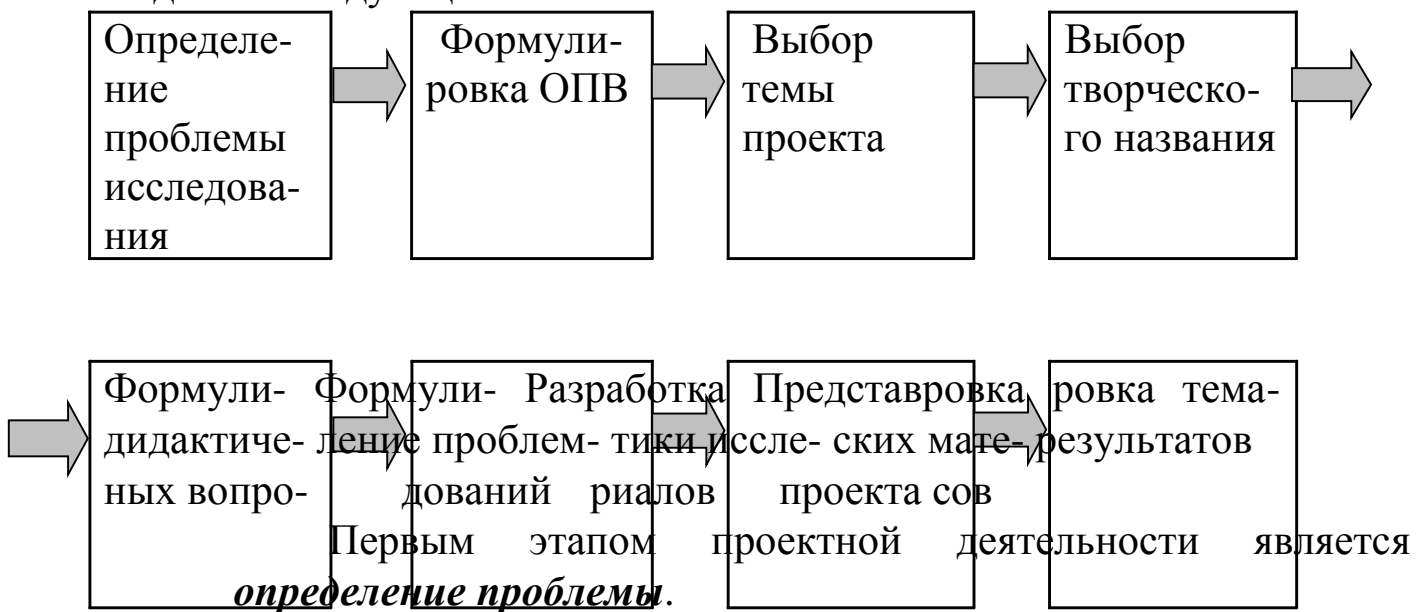 Определе-
ние
проблемы
исследова-
ния
Формули-
ровка ОПВ
Выбор
темы
проекта
Выбор
творческо-
го названия
Формули- Формули- Разработка Представровка ровка тема-
дидактиче- ление проблем- тики иссле- ских мате- результатов
ных вопро- дований риалов проекта сов
Первым этапом проектной деятельности является
определение проблемы.